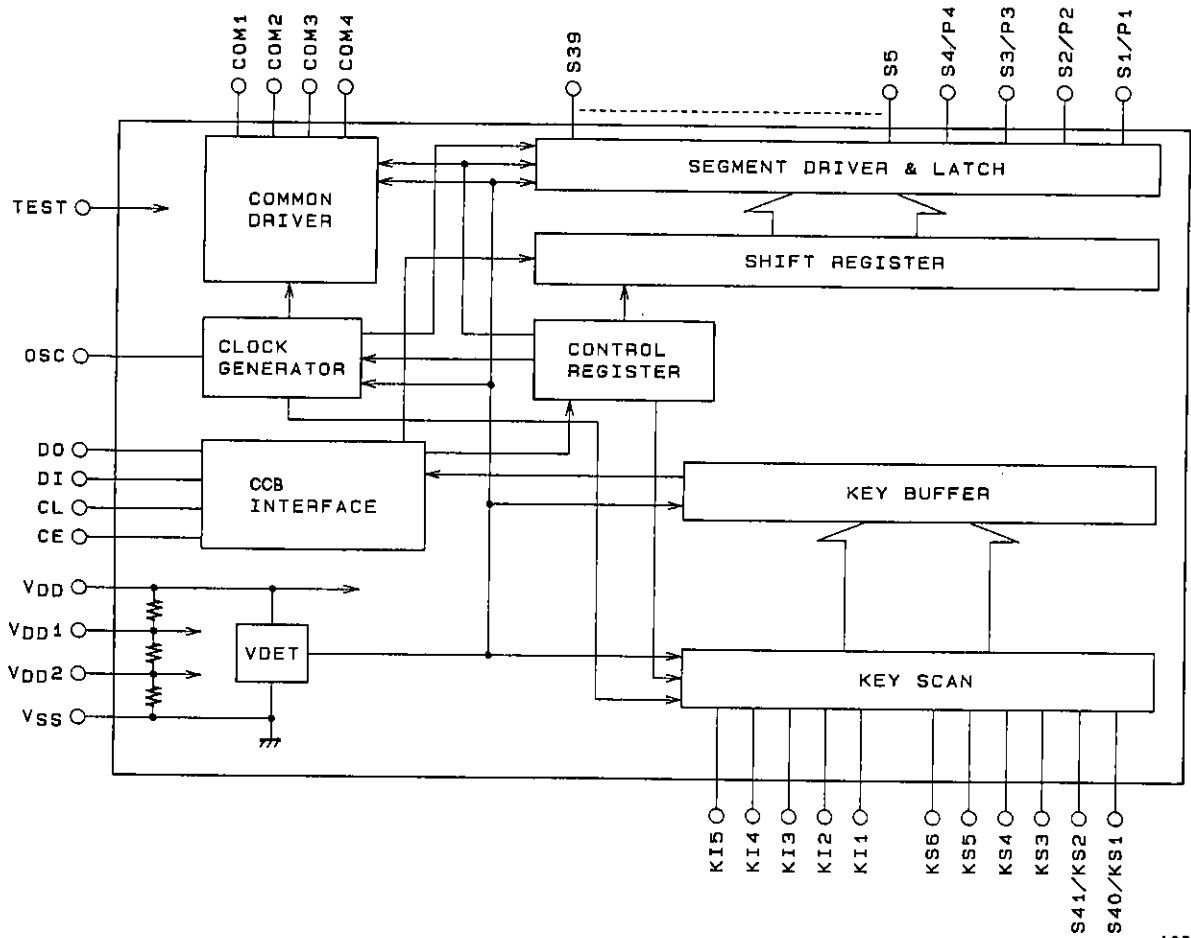 COM1
COM2
COM3
COM4
S39
S5
S4/P4
S3/P3
S2/P2
S1/P1
COMMON
DRIVER
SEGMENT DRIVER & LATCH
TEST
SHIFT REGISTER
OSC
CLOCK
GENERATOR
CONTROL
REGISTER
DO
DI
CL
CE
CCB
INTERFACE
KEY BUFFER
VDD
VDD1
VDD2
VSS
VDET
KEY SCAN
KI5
KI4
KI3
KI2
KI1
KS6
KS5
KS4
KS3
S41/KS2
S40/KS1